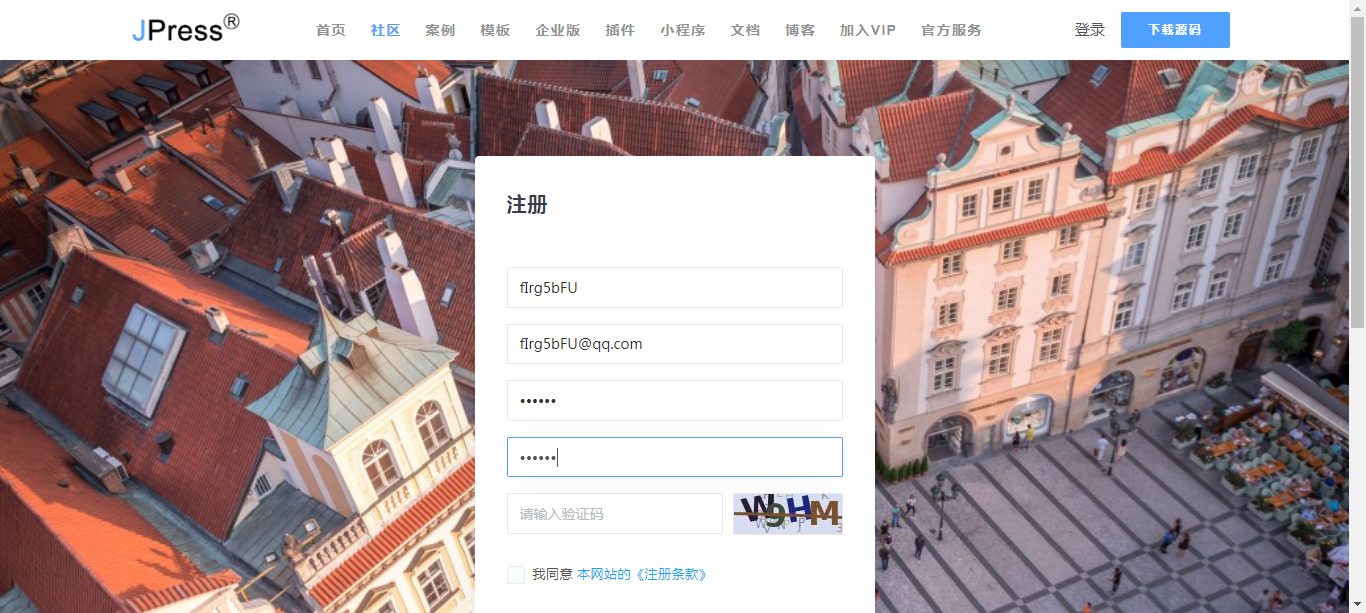 JPress®
首页 社区 案例 模板 企业版 插件 小程序 文档 博客 加入VIP 官方服务 登录 下载源码
注册
fIrg5bFU
fIrg5bFU@qq.com
••••••
••••••
请输入验证码
我同意 本网站的《注册条款》